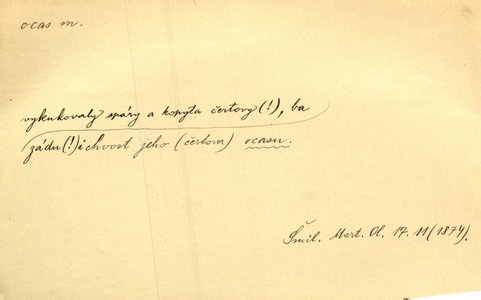 ocas m.
vykukovaly spáry a kopyta čertovy (!), ba
zádu (!) i chvost jeho (čertova) ocasu.
Šmil. Mart. Ol. 17. 11 (1874).